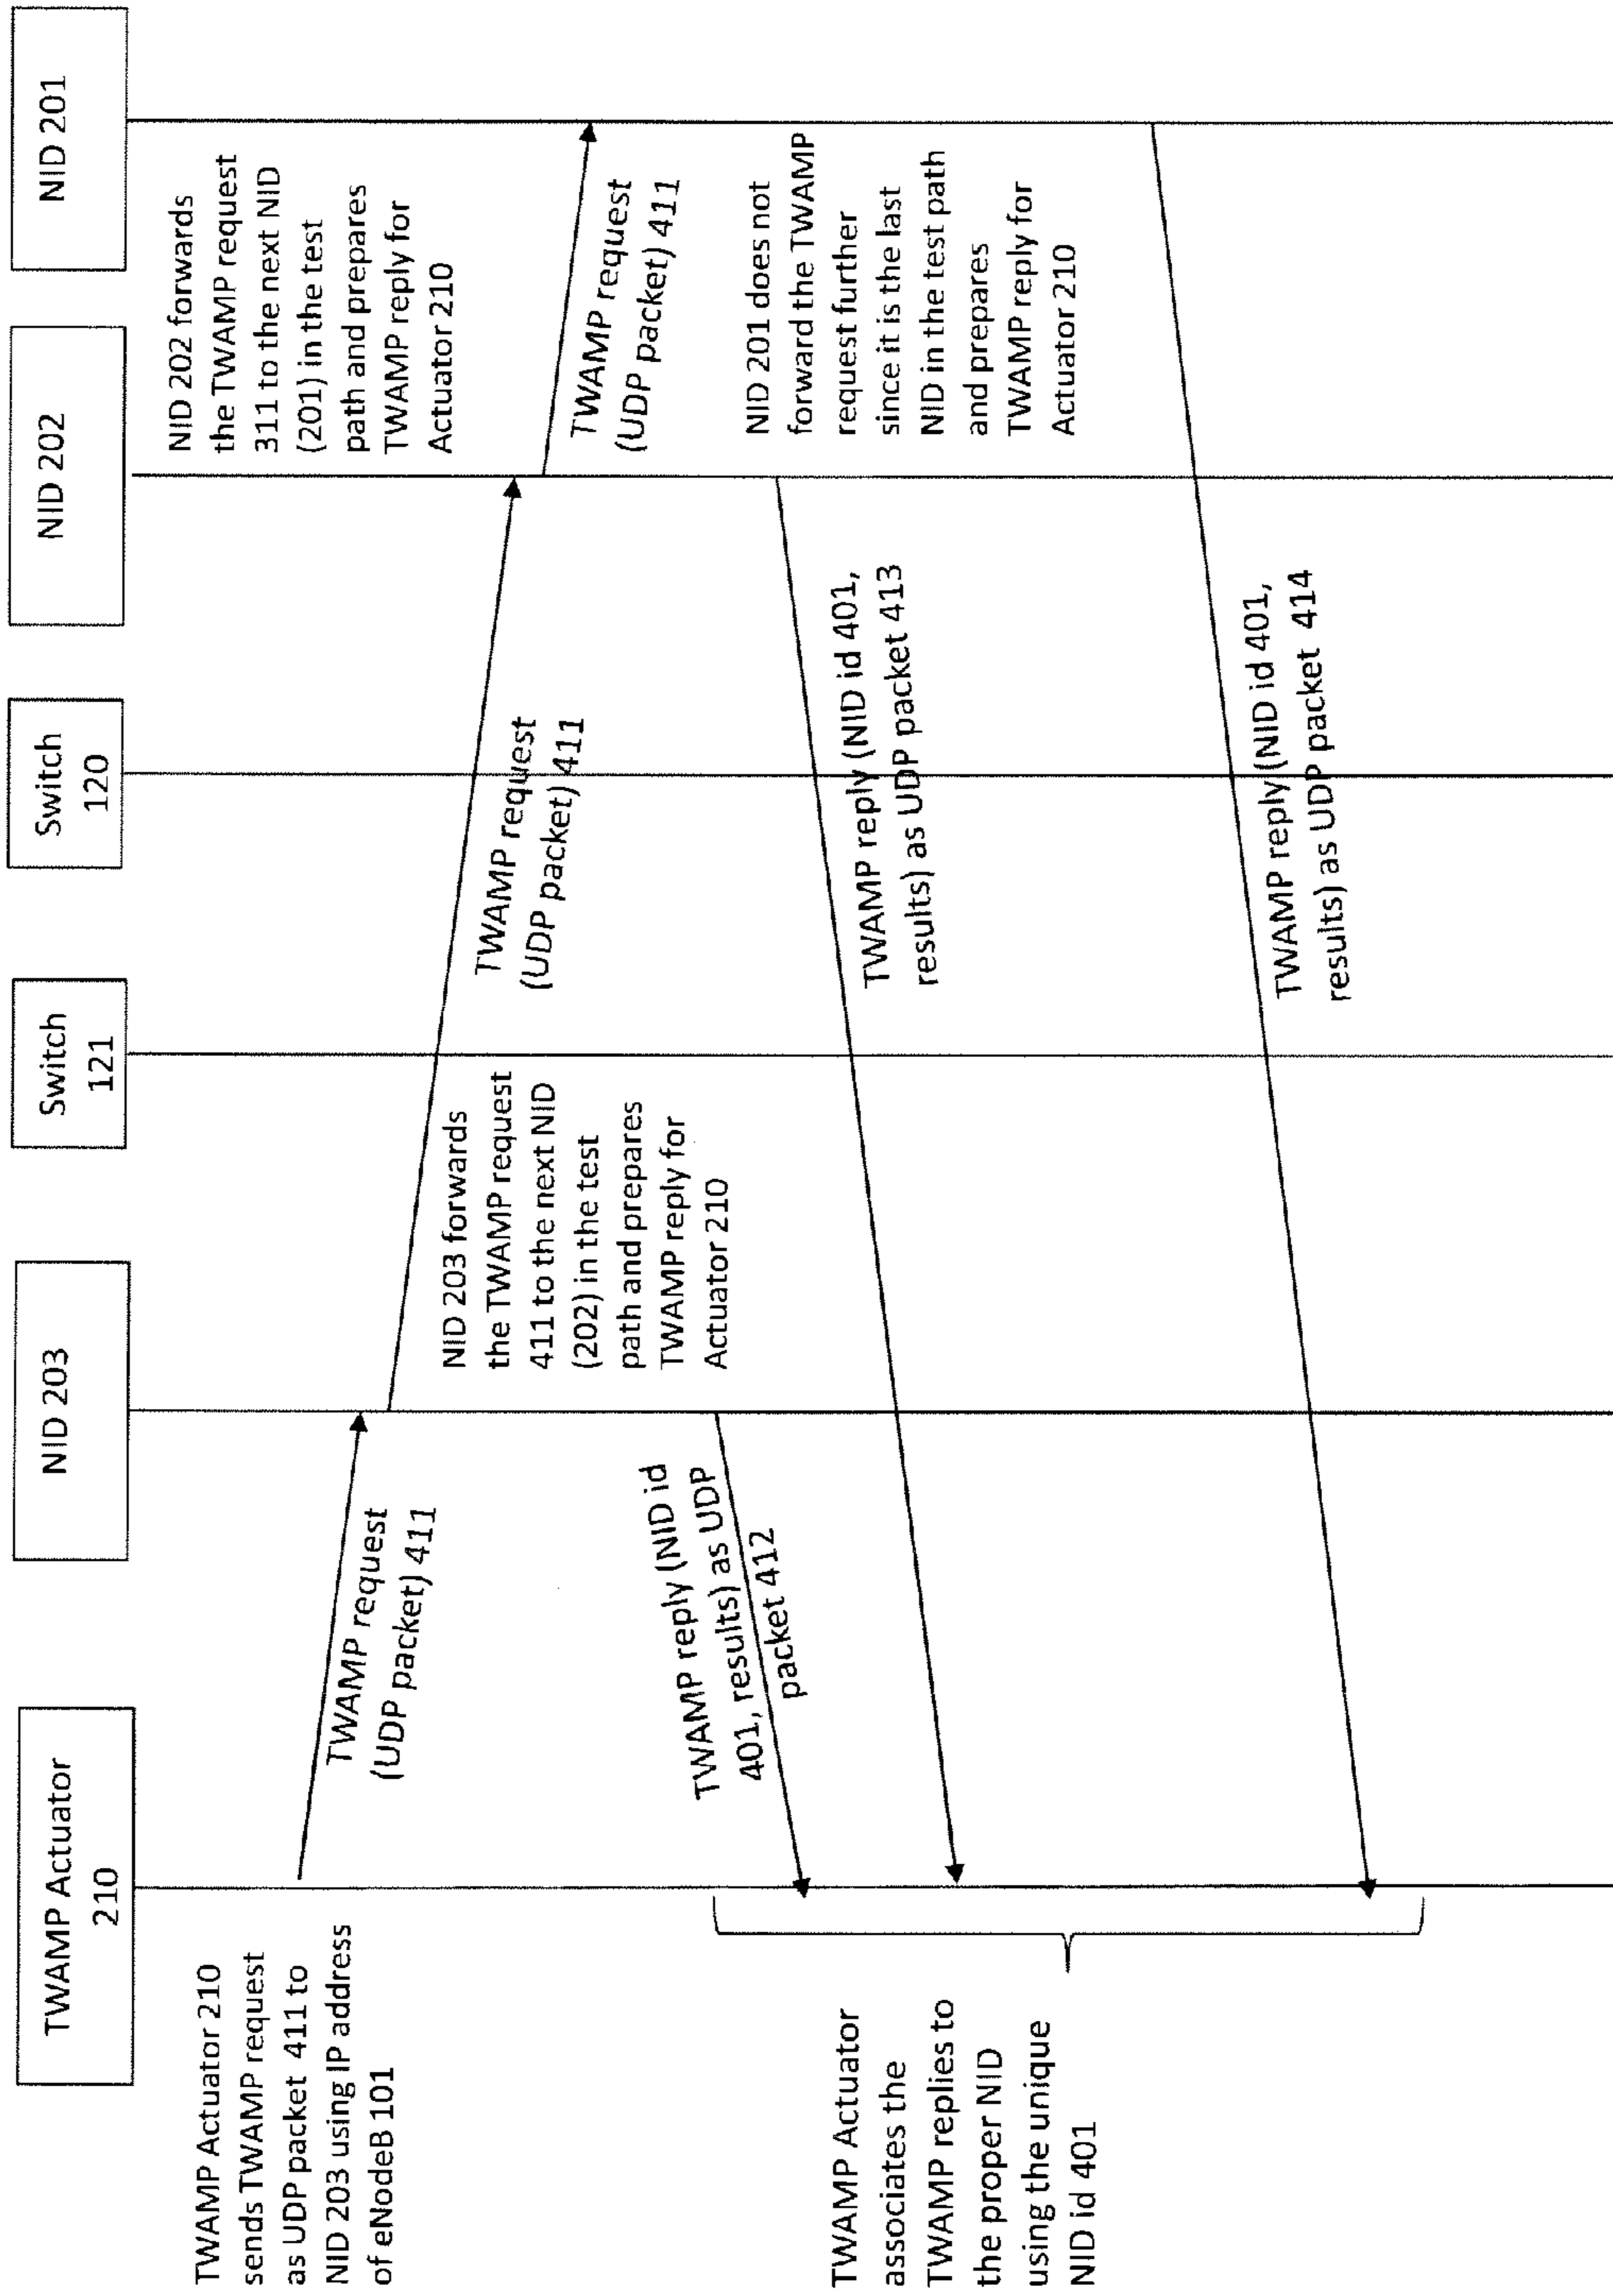 TWAMP Actuator
210
NID 203
Switch
121
Switch
120
NID 202
NID 201
TWAMP Actuator 210
sends TWAMP request
as UDP packet 411 to
NID 203 using IP address
of eNodeB 101
TWAMP request
(UDP packet) 411
NID 203 forwards
the TWAMP request
411 to the next NID
(202) in the test
path and prepares
TWAMP reply for
Actuator 210
TWAMP request
(UDP packet) 411
NID 202 forwards
the TWAMP request
311 to the next NID
(201) in the test
path and prepares
TWAMP reply for
Actuator 210
TWAMP request
(UDP packet) 411
NID 201 does not
forward the TWAMP
request further
since it is the last
NID in the test path
and prepares
TWAMP reply for
Actuator 210
TWAMP reply (NID id
401, results) as UDP
packet 412
TWAMP reply (NID id 401,
results) as UDP packet 413
TWAMP reply (NID id 401,
results) as UDP packet 414
TWAMP Actuator
associates the
TWAMP replies to
the proper NID
using the unique
NID id 401